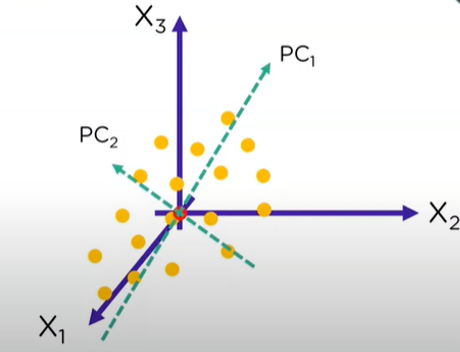 X₃
PC₁
PC₂
X₂
X₁